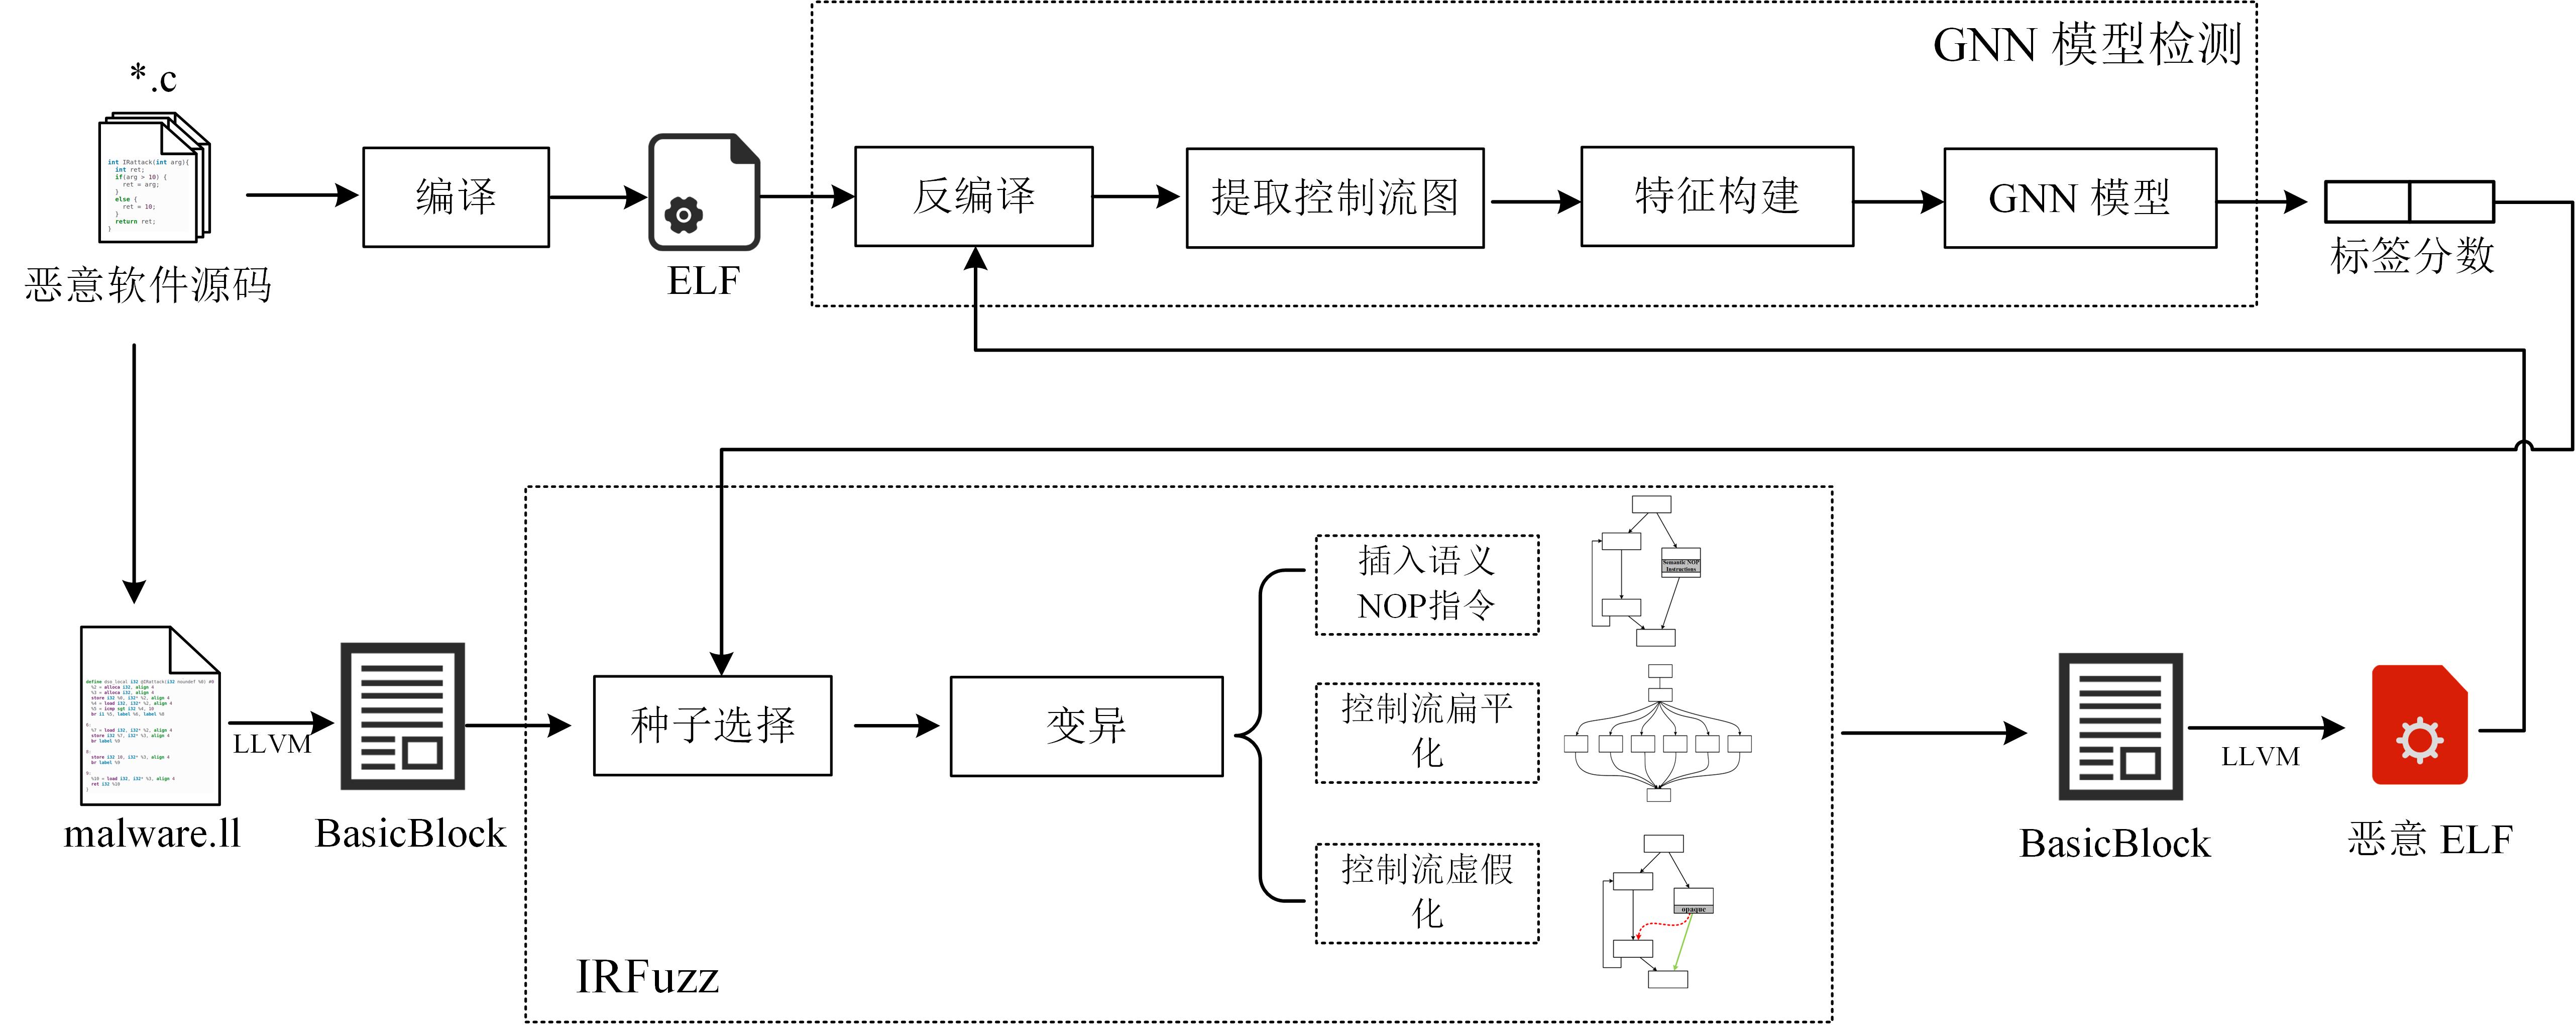 GNN 模型检测
*.c
int IRattack(int arg){
int ret;
if(arg > 10) {
ret = arg;
}
else {
ret = 10;
}
return ret;
}
恶意软件源码
编译
ELF
反编译
提取控制流图
特征构建
GNN 模型
标签分数
malware.ll
LLVM
BasicBlock
种子选择
变异
插入语义
NOP指令
Semantic NOP
Instructions
控制流扁平
化
控制流虚假
化
opaque
IRFuzz
BasicBlock
LLVM
恶意 ELF